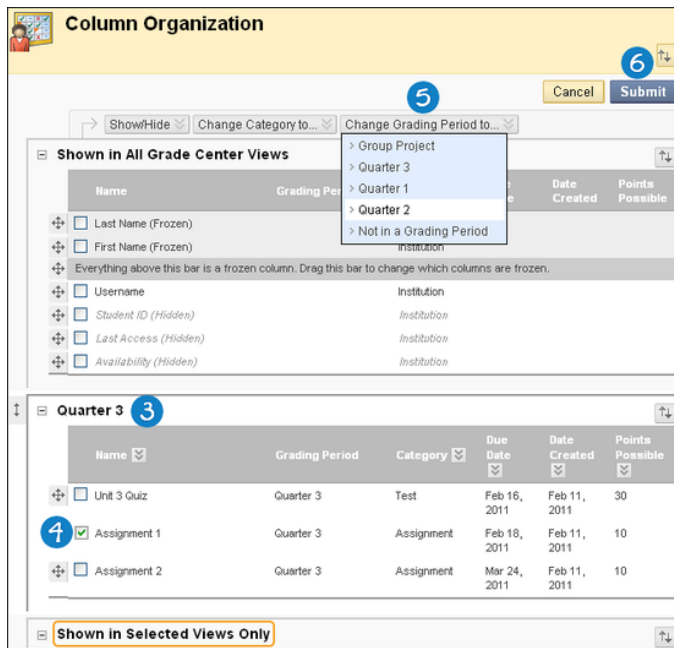 Column Organization
6
Cancel Submit
5
Show/Hide Change Category to... Change Grading Period to...
> Group Project
> Quarter 3
> Quarter 1
> Quarter 2
> Not in a Grading Period
Shown in All Grade Center Views
Name Date Created Points Possible
Last Name (Frozen)
First Name (Frozen) Institution
Everything above this bar is a frozen column. Drag this bar to change which columns are frozen.
Username Institution
Student ID (Hidden) Institution
Last Access (Hidden) Institution
Availability (Hidden) Institution
Quarter 3 3
Name Grading Period Category Due Date Date Created Points Possible
Unit 3 Quiz Quarter 3 Test Feb 16, 2011 Feb 11, 2011 30
4 Assignment 1 Quarter 3 Assignment Feb 18, 2011 Feb 11, 2011 10
Assignment 2 Quarter 3 Assignment Mar 24, 2011 Feb 11, 2011 10
Shown in Selected Views Only